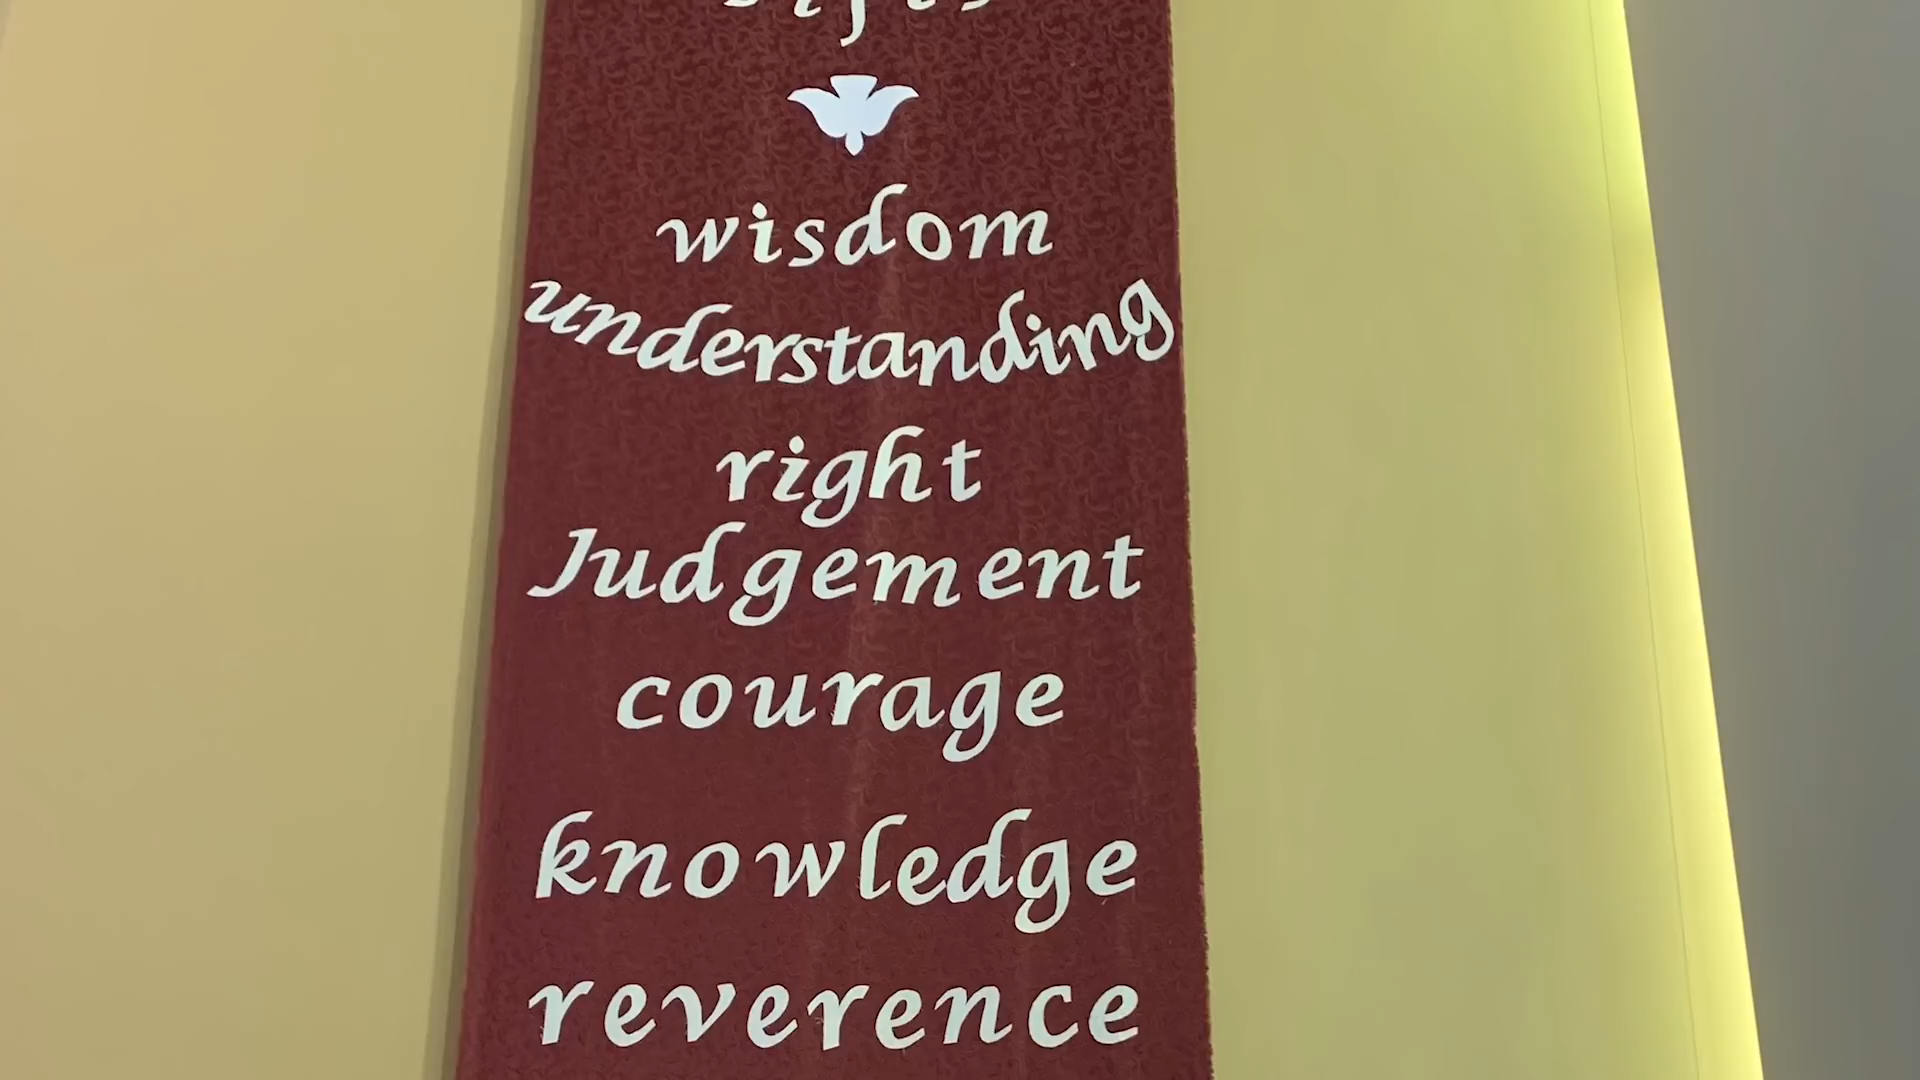 wisdom
understanding
right
Judgement
courage
knowledge
reverence